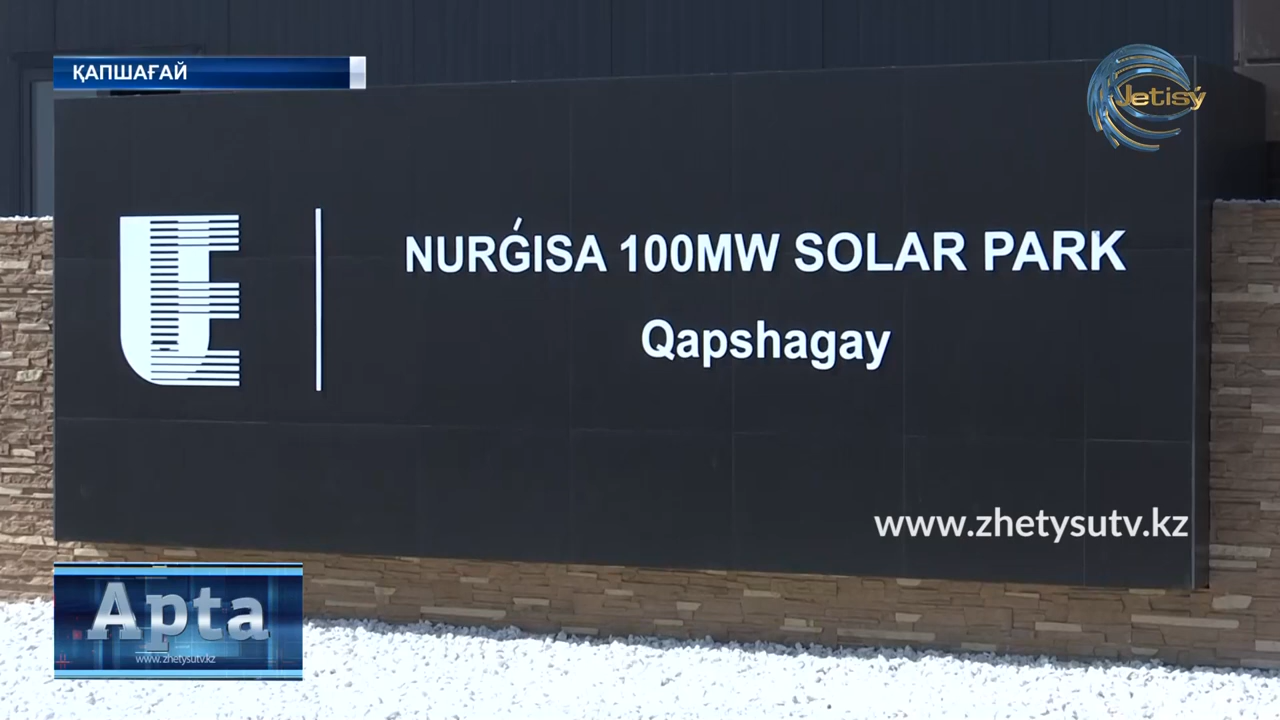 ҚАПШАҒАЙ
Jetisý
NURǴISA 100MW SOLAR PARK
Qapshagay
www.zhetysutv.kz
Apta
www.zhetysutv.kz